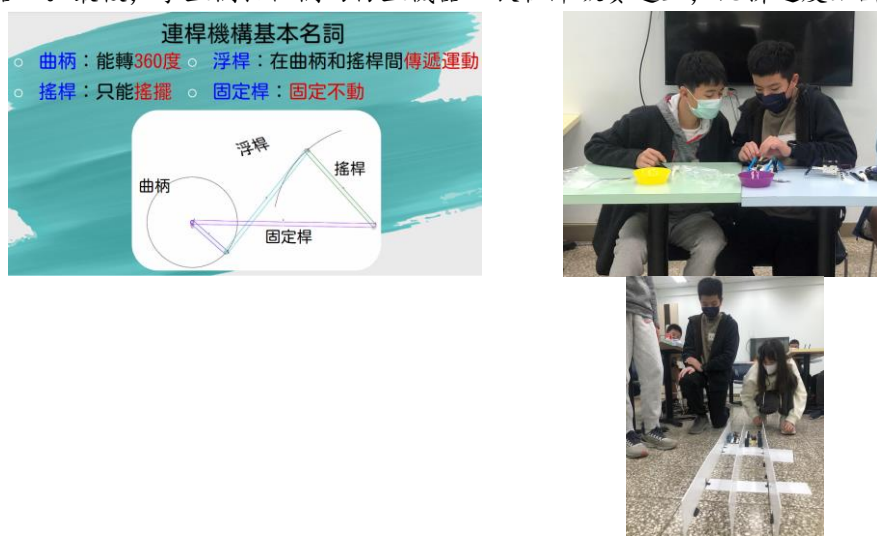 連桿機構基本名詞
○ 曲柄：能轉360度 ○ 浮桿：在曲柄和搖桿間傳遞運動
○ 搖桿：只能搖擺 ○ 固定桿：固定不動
浮桿
搖桿
曲柄
固定桿